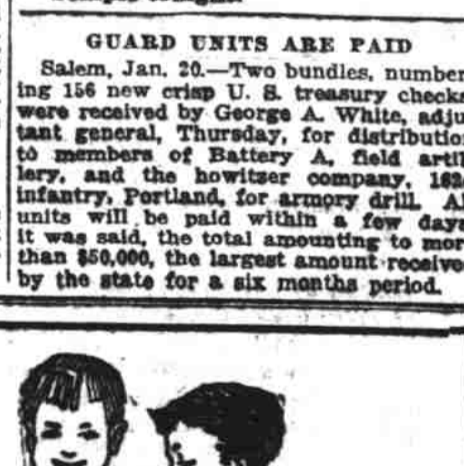 GUARD UNITS ARE PAID
Salem, Jan. 20.—Two bundles, number
ing 156 new crisp U. S. treasury checks
were received by George A. White, adju
tant general, Thursday, for distributio
to members of Battery A, field artil
lery, and the howitzer company,
infantry, Portland, for armory drill. Al
units will be paid within a few days
it was said, the total amounting to mor
than $50,000, the largest amount receive
by the state for a six months period.